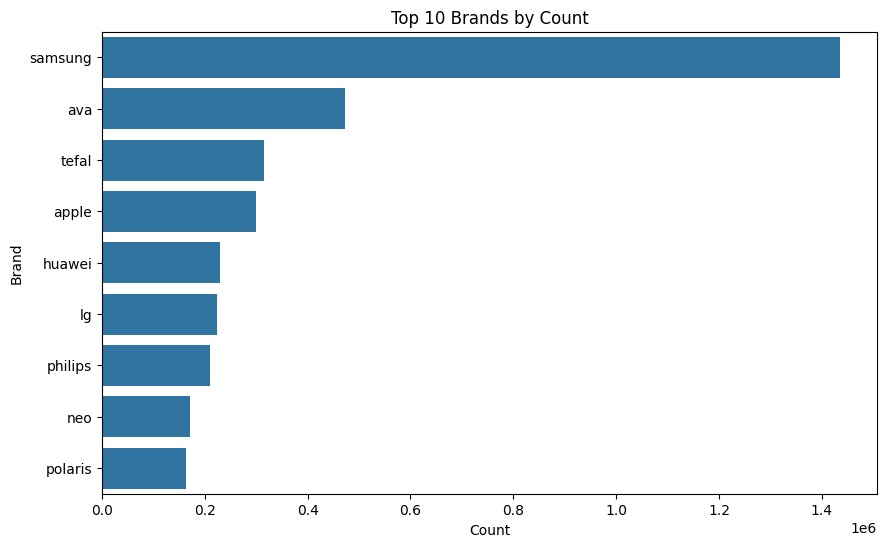 Top 10 Brands by Count
Brand
samsung
ava
tefal
apple
huawei
lg
philips
neo
polaris
0.0 0.2 0.4 0.6 0.8 1.0 1.2 1.4
1e6
Count